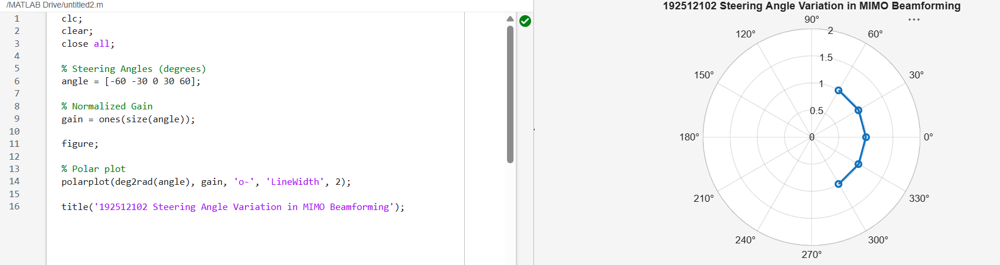 /MATLAB Drive/untitled2.m
1 clc;
2 clear;
3 close all;
4
5 % Steering Angles (degrees)
6 angle = [-60 -30 0 30 60];
7
8 % Normalized Gain
9 gain = ones(size(angle));
10
11 figure;
12
13 % Polar plot
14 polarplot(deg2rad(angle), gain, 'o-', 'LineWidth', 2);
15
16 title('192512102 Steering Angle Variation in MIMO Beamforming');
192512102 Steering Angle Variation in MIMO Beamforming
90°
2
120°
60°
1.5
150°
30°
1
0.5
180°
0
0°
210°
330°
240°
300°
270°